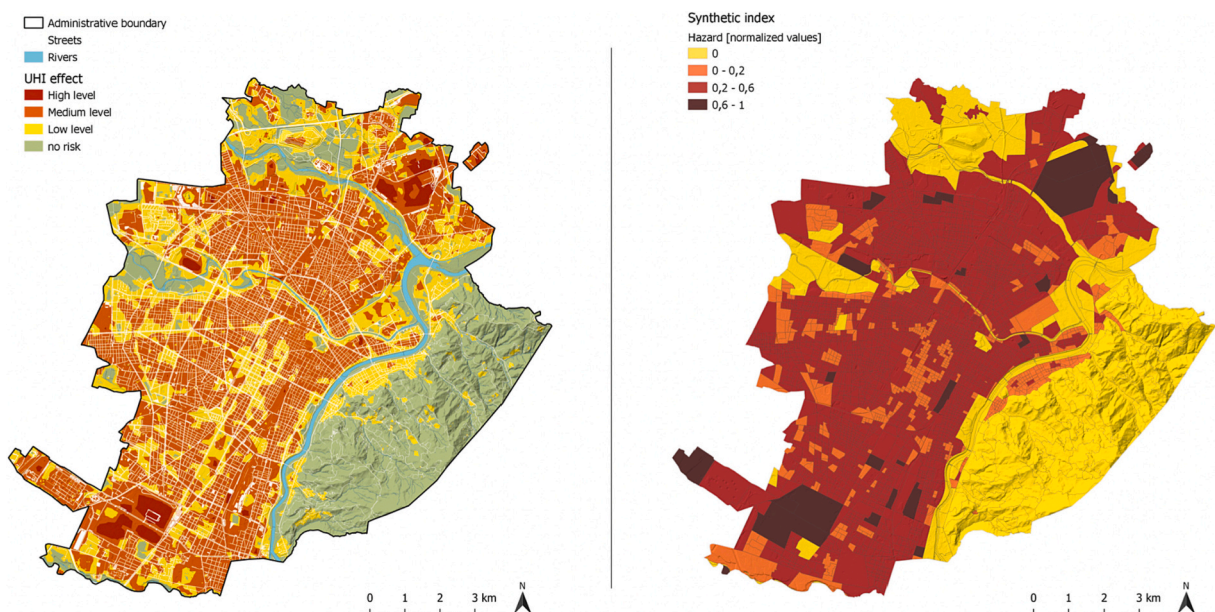 Administrative boundary
Streets
Rivers
UHI effect
High level
Medium level
Low level
no risk
0 1 2 3 km
N
Synthetic index
Hazard [normalized values]
0
0 - 0,2
0,2 - 0,6
0,6 - 1
0 1 2 3 km
N